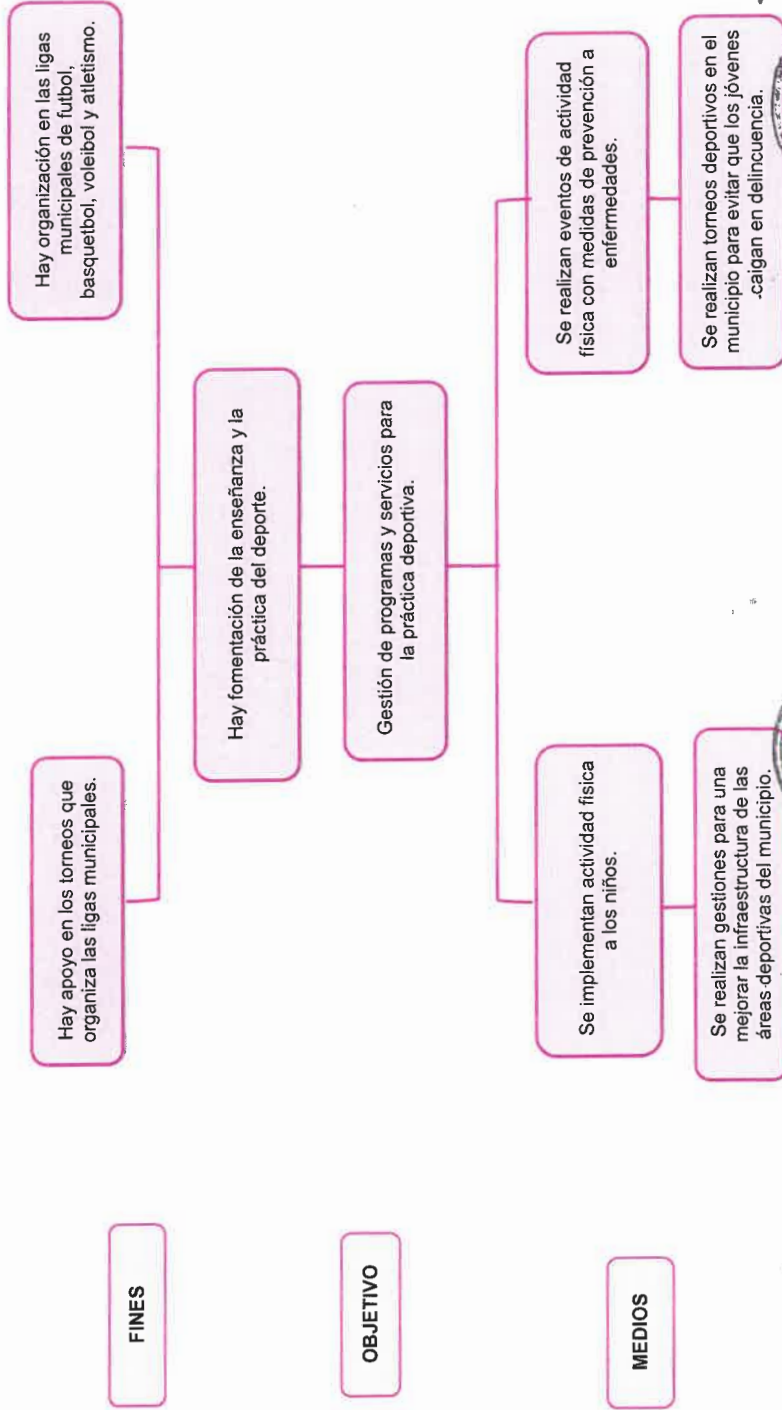 FINES
Hay apoyo en los torneos que
organiza las ligas municipales.
Hay organización en las ligas
municipales de futbol,
basquetbol, voleibol y atletismo.
Hay fomentación de la enseñanza y la
práctica del deporte.
OBJETIVO
Gestión de programas y servicios para
la práctica deportiva.
MEDIOS
Se implementan actividad física
a los niños.
Se realizan eventos de actividad
física con medidas de prevención a
enfermedades.
Se realizan gestiones para una
mejorar la infraestructura de las
áreas deportivas del municipio.
Se realizan torneos deportivos en el
municipio para evitar que los jóvenes
caigan en delincuencia.